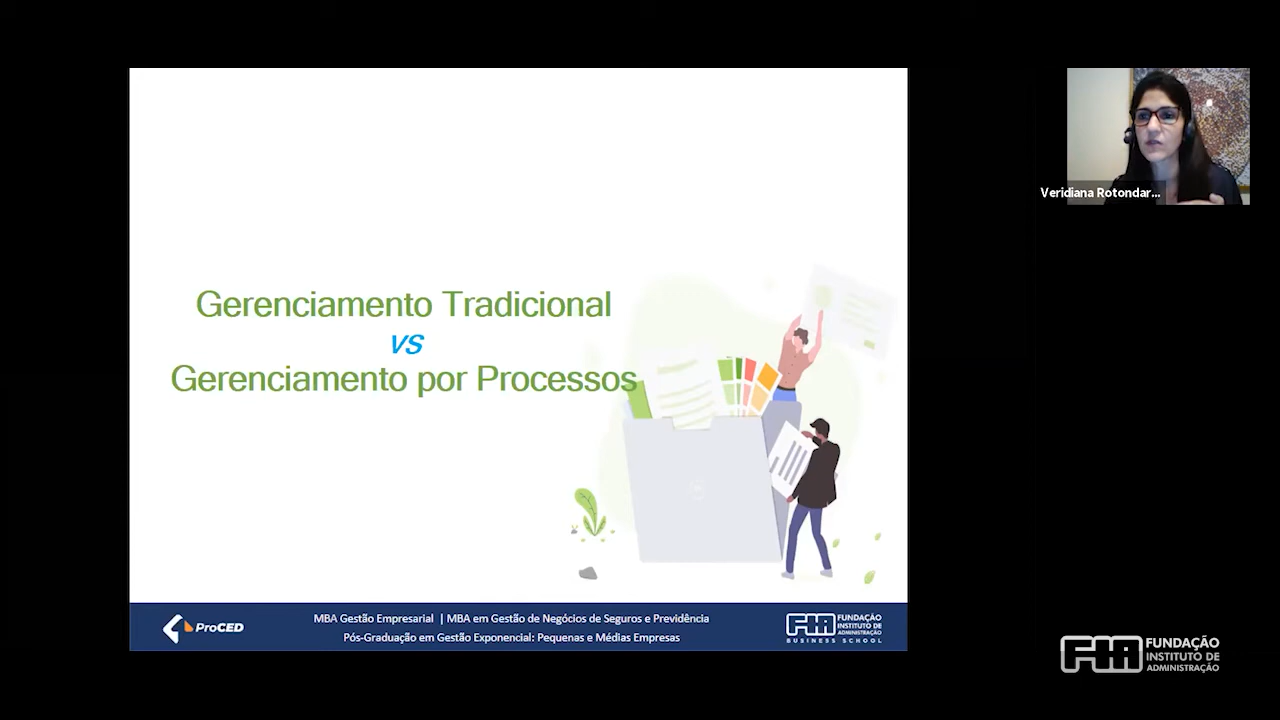 Gerenciamento Tradicional
vs
Gerenciamento por Processos
Veridiana Rotondar...
ProCED
MBA Gestão Empresarial | MBA em Gestão de Negócios de Seguros e Previdência
Pós-Graduação em Gestão Exponencial: Pequenas e Médias Empresas
FIA FUNDAÇÃO
INSTITUTO DE
ADMINISTRAÇÃO
BUSINESS SCHOOL
FIA FUNDAÇÃO
INSTITUTO DE
ADMINISTRAÇÃO